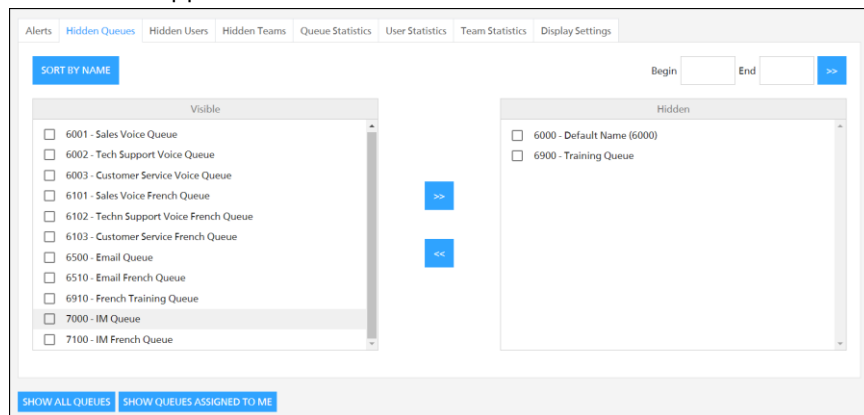 Alerts Hidden Queues Hidden Users Hidden Teams Queue Statistics User Statistics Team Statistics Display Settings
SORT BY NAME Begin End >>
Visible Hidden
6001 - Sales Voice Queue
6002 - Tech Support Voice Queue
6003 - Customer Service Voice Queue
6101 - Sales Voice French Queue
6102 - Techn Support Voice French Queue
6103 - Customer Service French Queue
6500 - Email Queue
6510 - Email French Queue
6910 - French Training Queue
7000 - IM Queue
7100 - IM French Queue
>>
<<
6000 - Default Name (6000)
6900 - Training Queue
SHOW ALL QUEUES SHOW QUEUES ASSIGNED TO ME